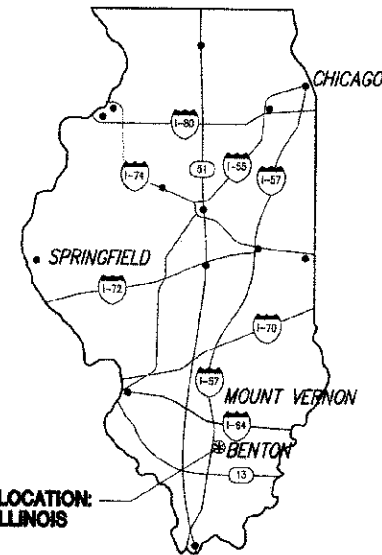 CHICAGO
I-80
I-74
51
I-55
I-57
SPRINGFIELD
I-72
I-70
I-57
MOUNT VERNON
I-64
BENTON
13
LOCATION:
ILLINOIS